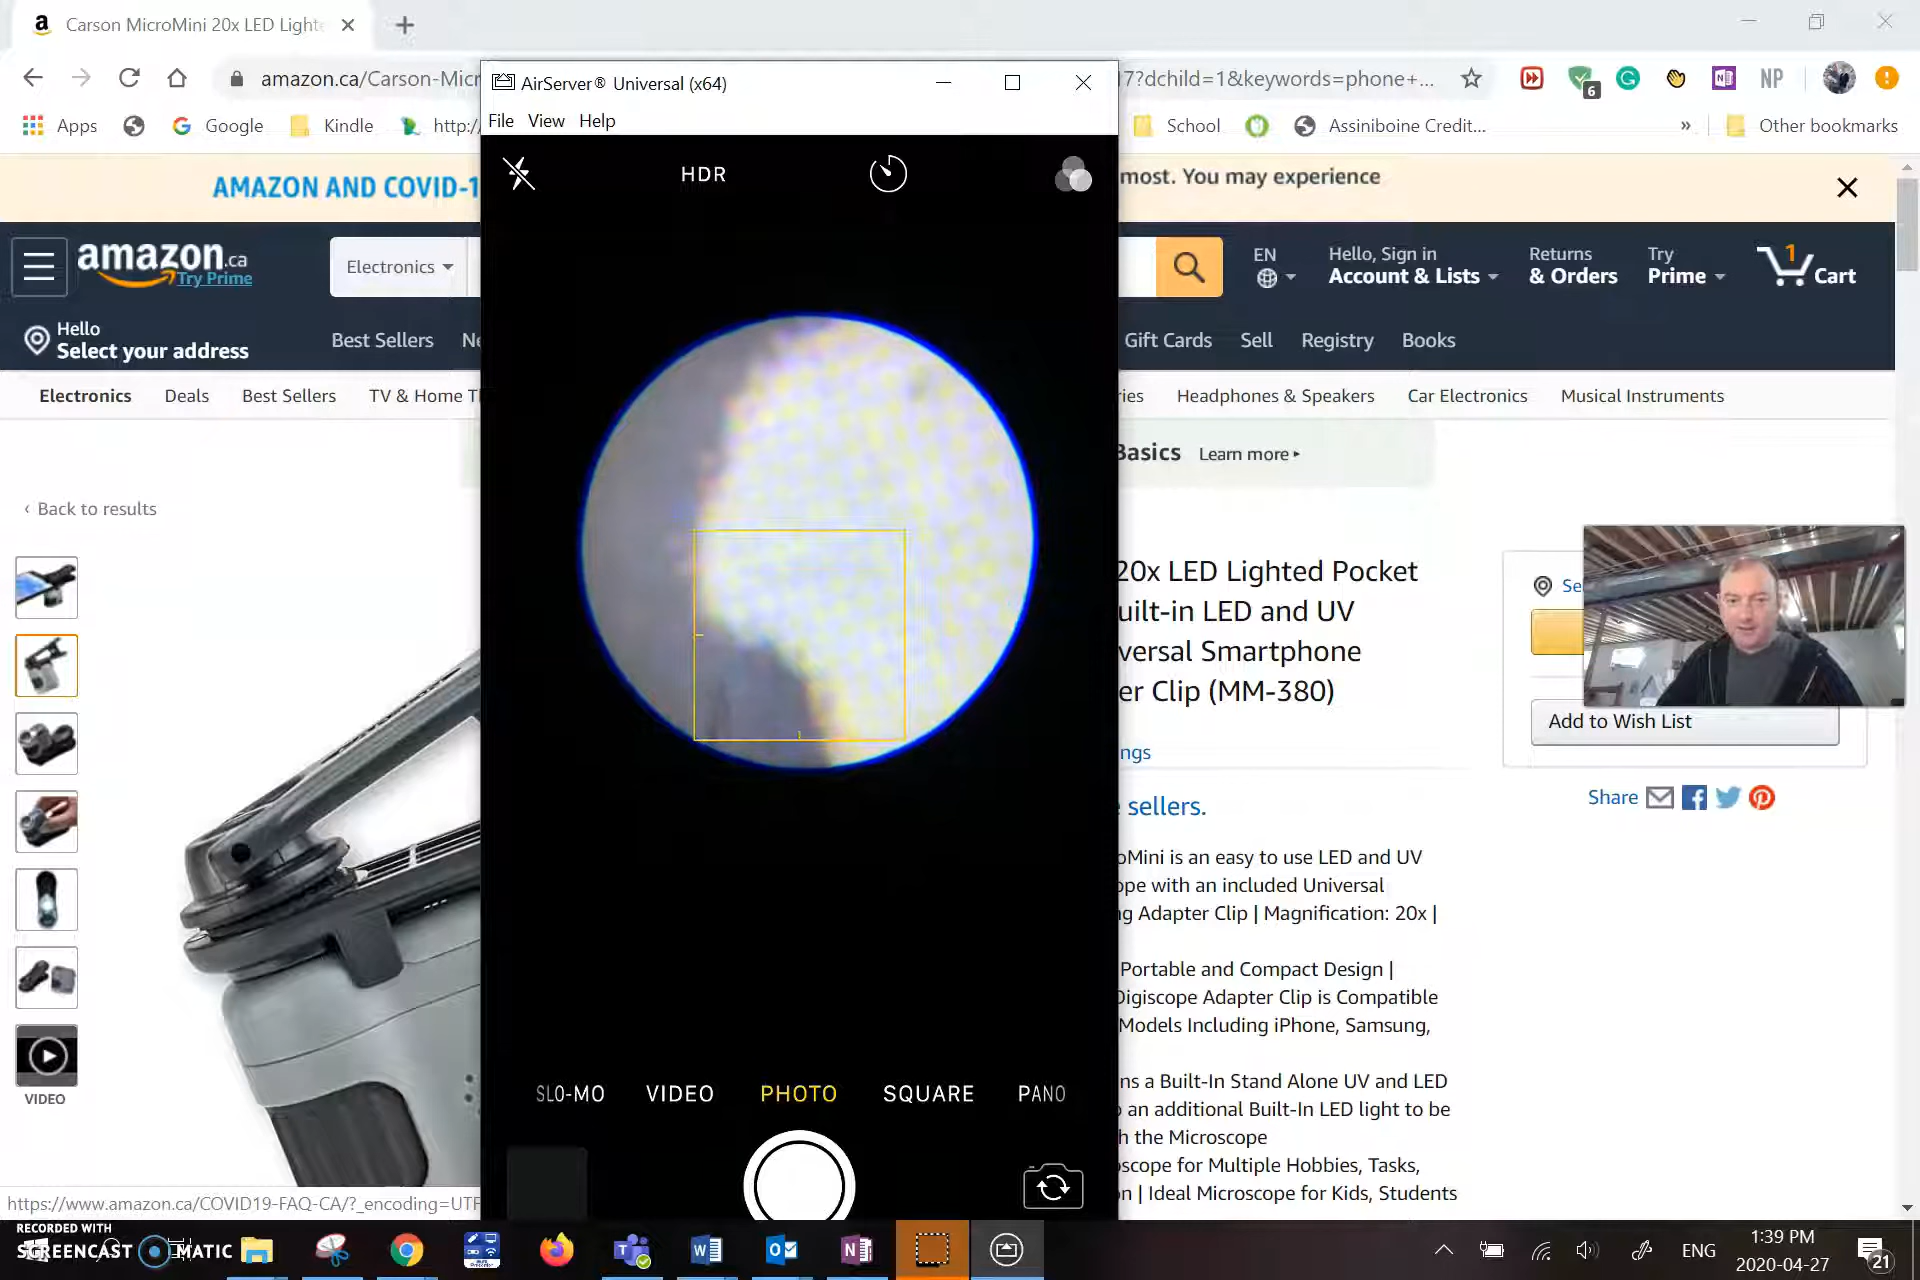 Carson MicroMini 20x LED Lighte
amazon.ca/Carson-Micr
17?dchild=1&keywords=phone+...
6
NP
Apps
Google
Kindle
http:/
School
Assiniboine Credit...
»
Other bookmarks
AirServer® Universal (x64)
File View Help
AMAZON AND COVID-1
most. You may experience
HDR
amazon.ca
Try Prime
Electronics
EN
Hello, Sign in
Account & Lists
Returns
& Orders
Try
Prime
1
Cart
Hello
Select your address
Best Sellers
Ne
Gift Cards
Sell
Registry
Books
Electronics
Deals
Best Sellers
TV & Home T
ries
Headphones & Speakers
Car Electronics
Musical Instruments
Basics
Learn more
‹ Back to results
20x LED Lighted Pocket
uilt-in LED and UV
versal Smartphone
er Clip (MM-380)
Se
Add to Wish List
ngs
Share
sellers.
oMini is an easy to use LED and UV
ope with an included Universal
ng Adapter Clip | Magnification: 20x |
Portable and Compact Design |
Digiscope Adapter Clip is Compatible
Models Including iPhone, Samsung,
ns a Built-In Stand Alone UV and LED
o an additional Built-In LED light to be
h the Microscope
oscope for Multiple Hobbies, Tasks,
n | Ideal Microscope for Kids, Students
VIDEO
SLO-MO
VIDEO
PHOTO
SQUARE
PANO
https://www.amazon.ca/COVID19-FAQ-CA/?_encoding=UTF
RECORDED WITH
SCREENCAST MATIC
ENG
1:39 PM
2020-04-27
21